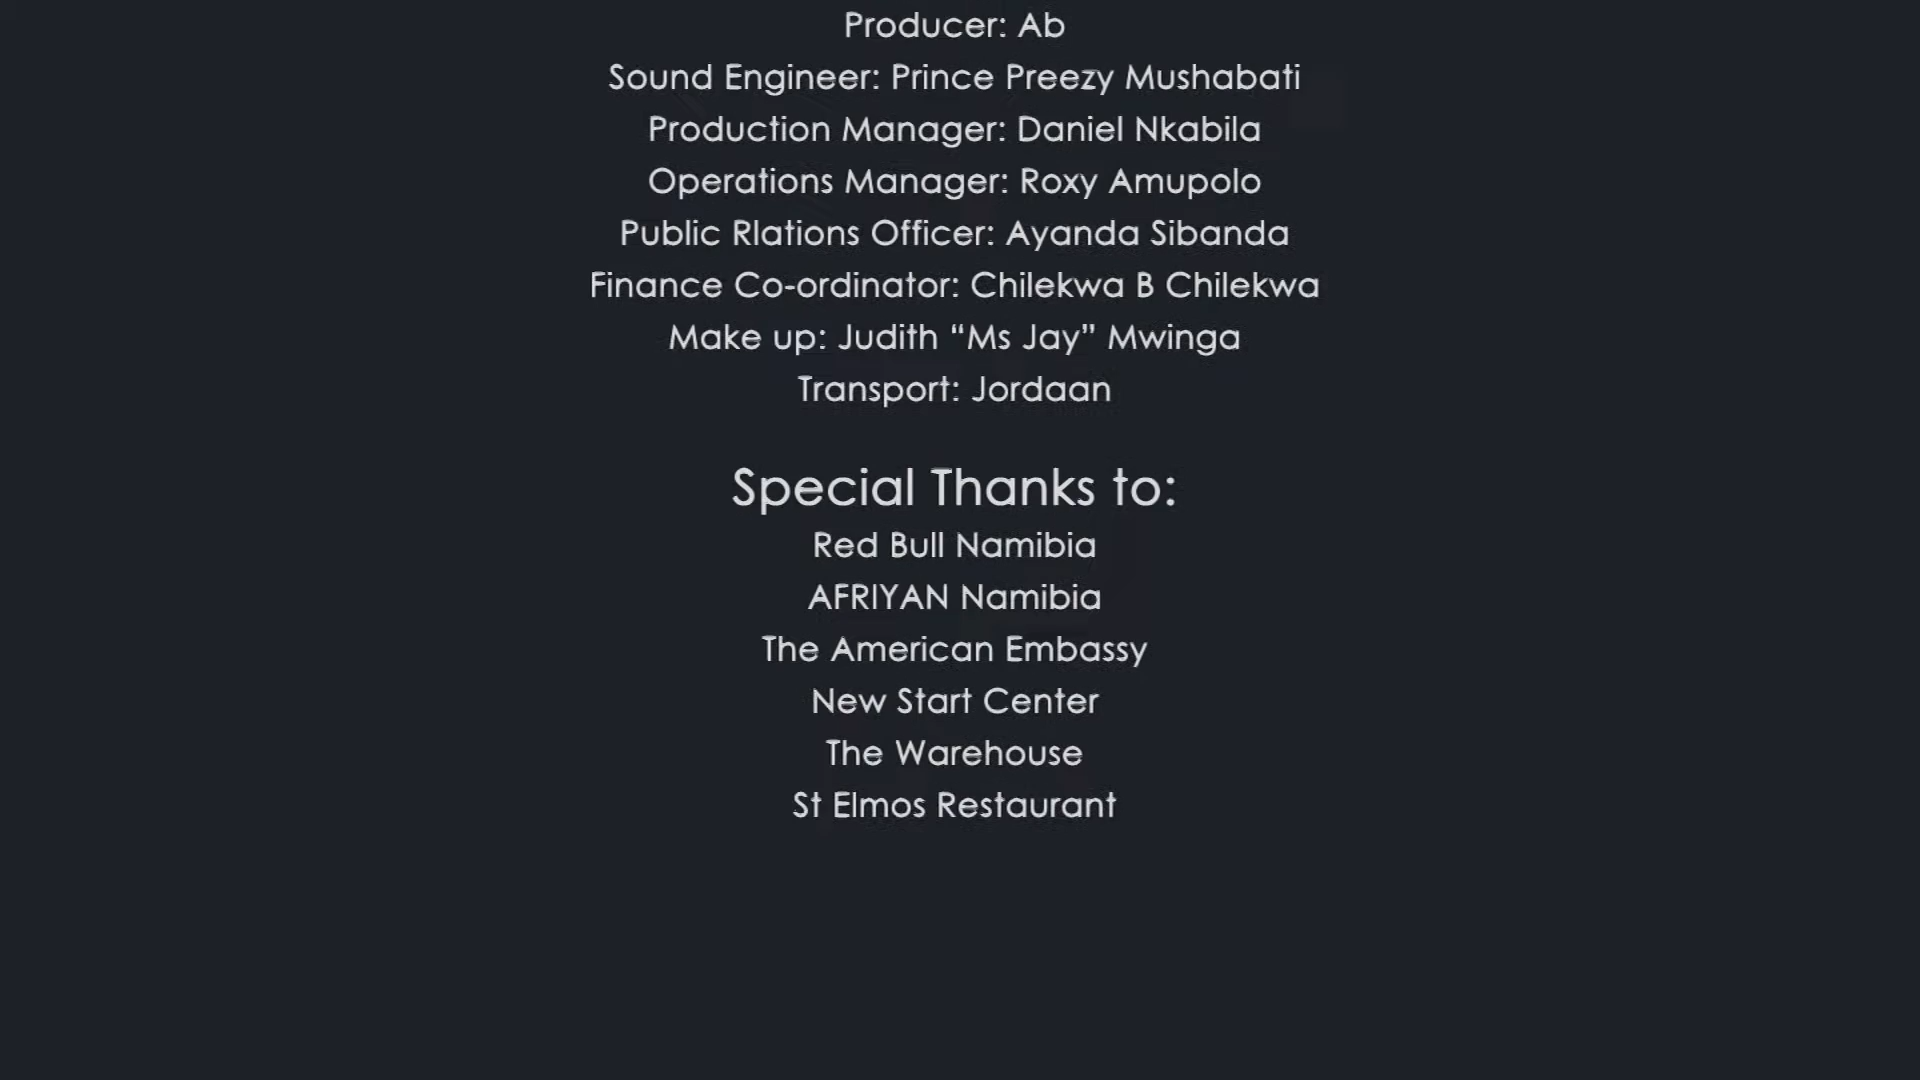 Producer: Ab
Sound Engineer: Prince Preezy Mushabati
Production Manager: Daniel Nkabila
Operations Manager: Roxy Amupolo
Public Rlations Officer: Ayanda Sibanda
Finance Co-ordinator: Chilekwa B Chilekwa
Make up: Judith “Ms Jay” Mwinga
Transport: Jordaan
Special Thanks to:
Red Bull Namibia
AFRIYAN Namibia
The American Embassy
New Start Center
The Warehouse
St Elmos Restaurant